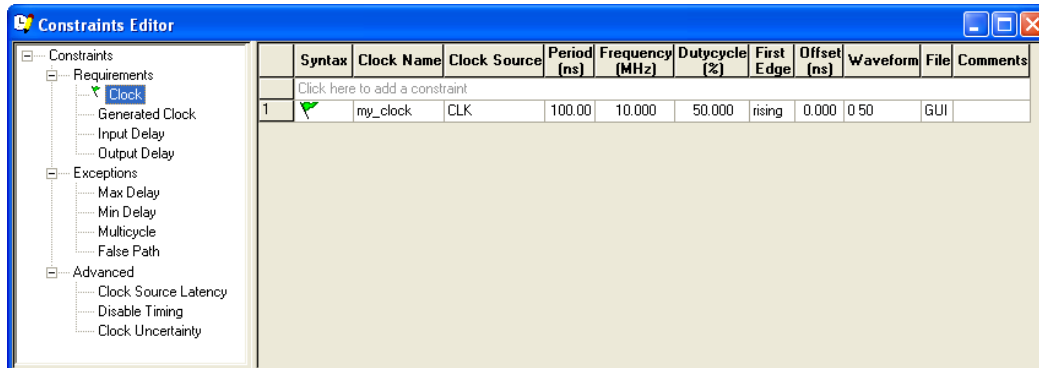 Constraints Editor
Constraints
Requirements
Clock
Generated Clock
Input Delay
Output Delay
Exceptions
Max Delay
Min Delay
Multicycle
False Path
Advanced
Clock Source Latency
Disable Timing
Clock Uncertainty
Syntax Clock Name Clock Source Period (ns) Frequency (MHz) Dutycycle (%) First Edge Offset (ns) Waveform File Comments
Click here to add a constraint
1 my_clock CLK 100.00 10.000 50.000 rising 0.000 0 50 GUI